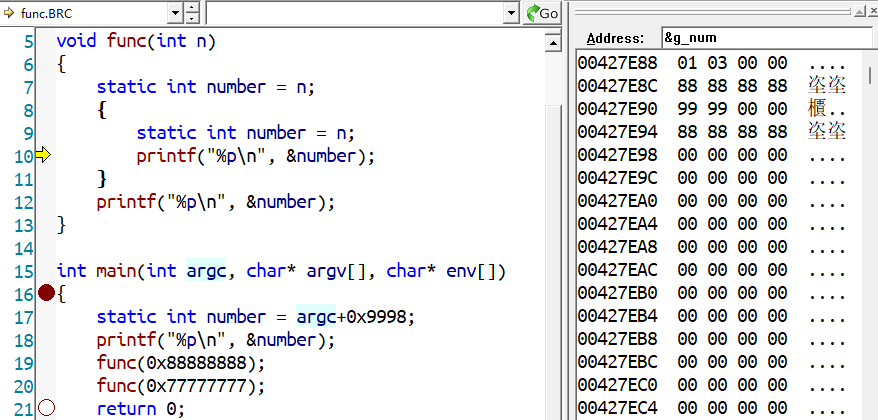 func.BRC
Go
5 void func(int n)
6 {
7 static int number = n;
8 {
9 static int number = n;
10 printf("%p\n", &number);
11 }
12 printf("%p\n", &number);
13 }
14
15 int main(int argc, char* argv[], char* env[])
16 {
17 static int number = argc+0x9998;
18 printf("%p\n", &number);
19 func(0x88888888);
20 func(0x77777777);
21 return 0;
Address: &g_num
00427E88 01 03 00 00 ....
00427E8C 88 88 88 88 垐垐
00427E90 99 99 00 00 櫃..
00427E94 88 88 88 88 垐垐
00427E98 00 00 00 00 ....
00427E9C 00 00 00 00 ....
00427EA0 00 00 00 00 ....
00427EA4 00 00 00 00 ....
00427EA8 00 00 00 00 ....
00427EAC 00 00 00 00 ....
00427EB0 00 00 00 00 ....
00427EB4 00 00 00 00 ....
00427EB8 00 00 00 00 ....
00427EBC 00 00 00 00 ....
00427EC0 00 00 00 00 ....
00427EC4 00 00 00 00 ....